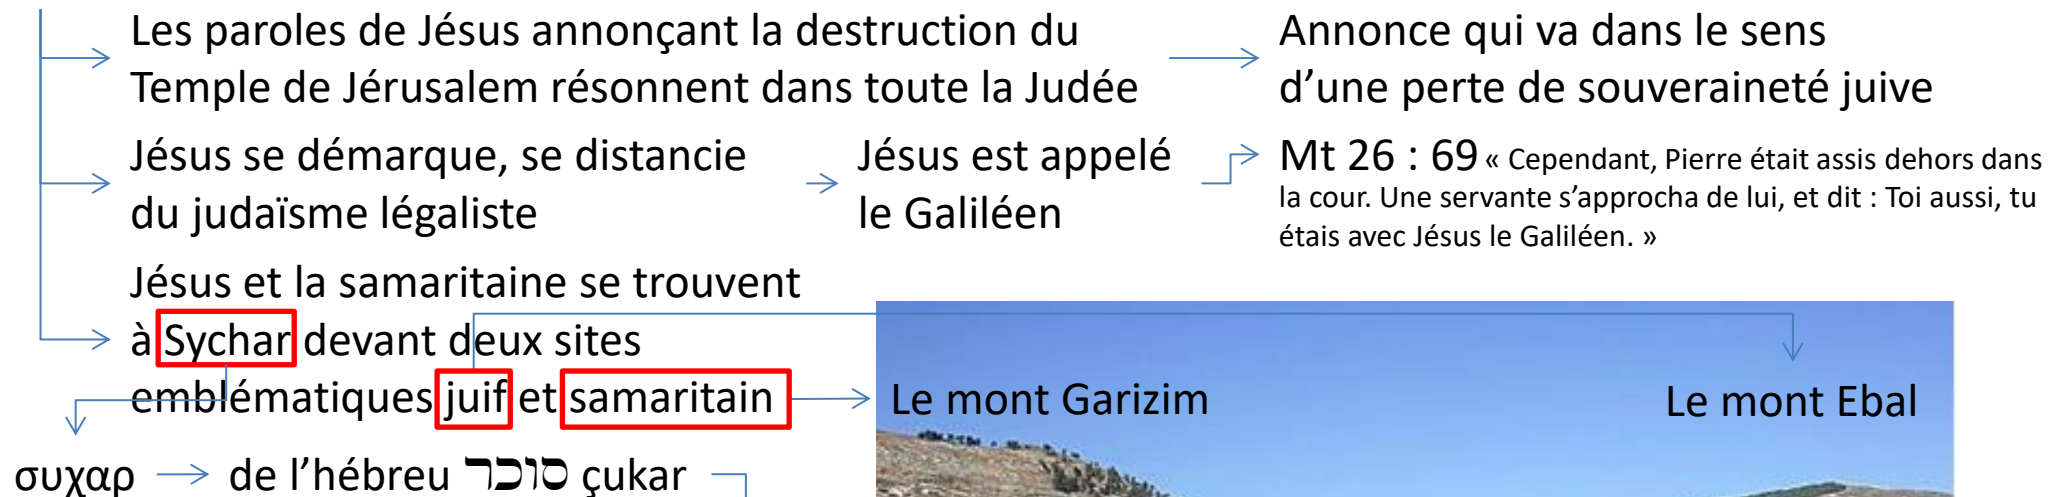 Les paroles de Jésus annonçant la destruction du
Temple de Jérusalem résonnent dans toute la Judée
Annonce qui va dans le sens
d’une perte de souveraineté juive
Jésus se démarque, se distancie
du judaïsme légaliste
Jésus est appelé
le Galiléen
Mt 26 : 69 « Cependant, Pierre était assis dehors dans
la cour. Une servante s’approcha de lui, et dit : Toi aussi, tu
étais avec Jésus le Galiléen. »
Jésus et la samaritaine se trouvent
à Sychar devant deux sites
emblématiques juif et samaritain
Le mont Garizim
Le mont Ebal
συχαρ
de l’hébreu סוכר çukar